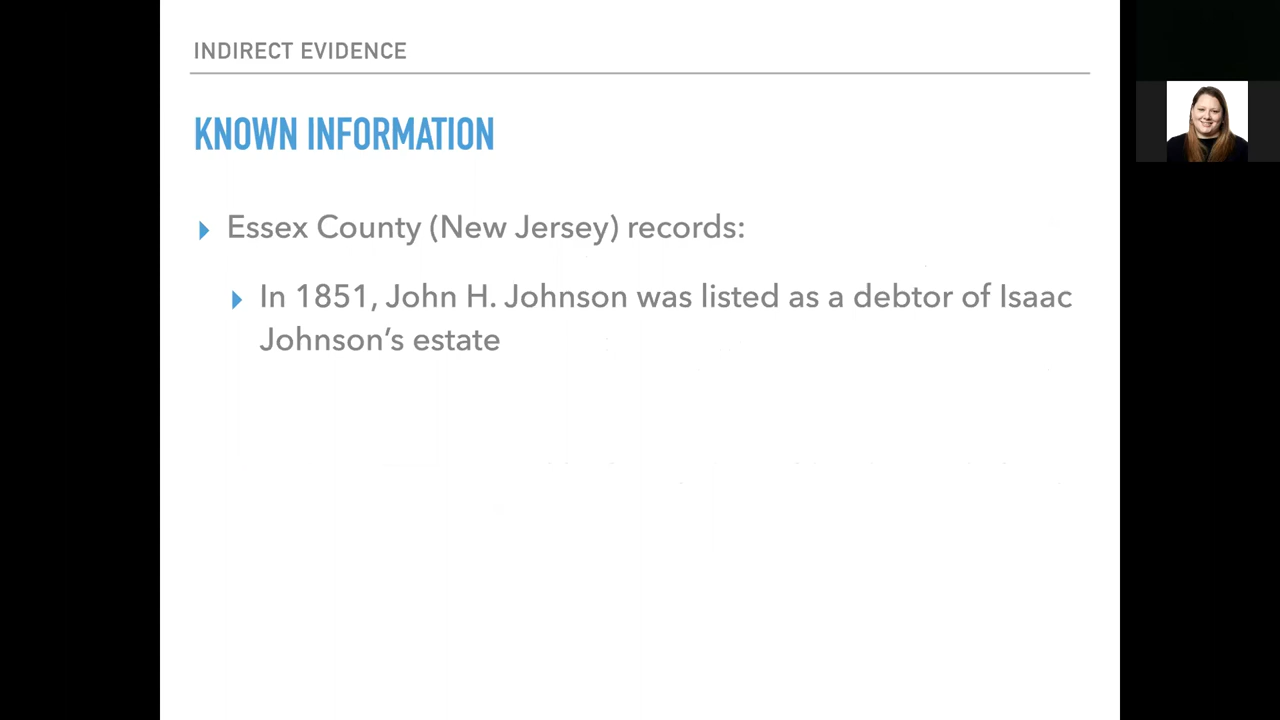 INDIRECT EVIDENCE
KNOWN INFORMATION
Essex County (New Jersey) records:
In 1851, John H. Johnson was listed as a debtor of Isaac
Johnson’s estate